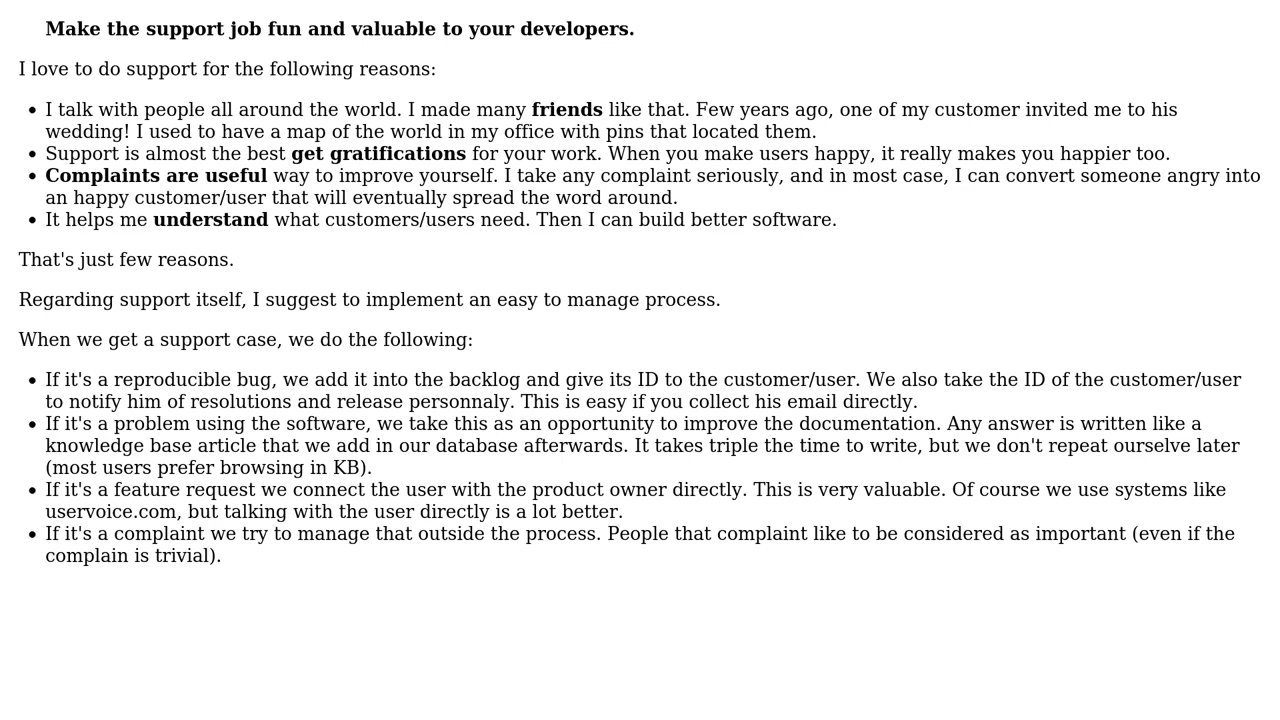 Make the support job fun and valuable to your developers.
I love to do support for the following reasons:
• I talk with people all around the world. I made many friends like that. Few years ago, one of my customer invited me to his
wedding! I used to have a map of the world in my office with pins that located them.
• Support is almost the best get gratifications for your work. When you make users happy, it really makes you happier too.
• Complaints are useful way to improve yourself. I take any complaint seriously, and in most case, I can convert someone angry into
an happy customer/user that will eventually spread the word around.
• It helps me understand what customers/users need. Then I can build better software.
That's just few reasons.
Regarding support itself, I suggest to implement an easy to manage process.
When we get a support case, we do the following:
• If it's a reproducible bug, we add it into the backlog and give its ID to the customer/user. We also take the ID of the customer/user
to notify him of resolutions and release personnaly. This is easy if you collect his email directly.
• If it's a problem using the software, we take this as an opportunity to improve the documentation. Any answer is written like a
knowledge base article that we add in our database afterwards. It takes triple the time to write, but we don't repeat ourselve later
(most users prefer browsing in KB).
• If it's a feature request we connect the user with the product owner directly. This is very valuable. Of course we use systems like
uservoice.com, but talking with the user directly is a lot better.
• If it's a complaint we try to manage that outside the process. People that complaint like to be considered as important (even if the
complain is trivial).